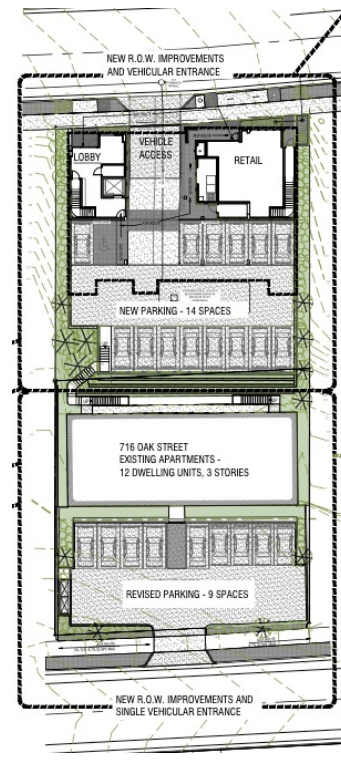 NEW R.O.W. IMPROVEMENTS
AND VEHICULAR ENTRANCE
LOBBY
VEHICLE
ACCESS
RETAIL
NEW PARKING - 14 SPACES
716 OAK STREET
EXISTING APARTMENTS -
12 DWELLING UNITS, 3 STORIES
REVISED PARKING - 9 SPACES
NEW R.O.W. IMPROVEMENTS AND
SINGLE VEHICULAR ENTRANCE